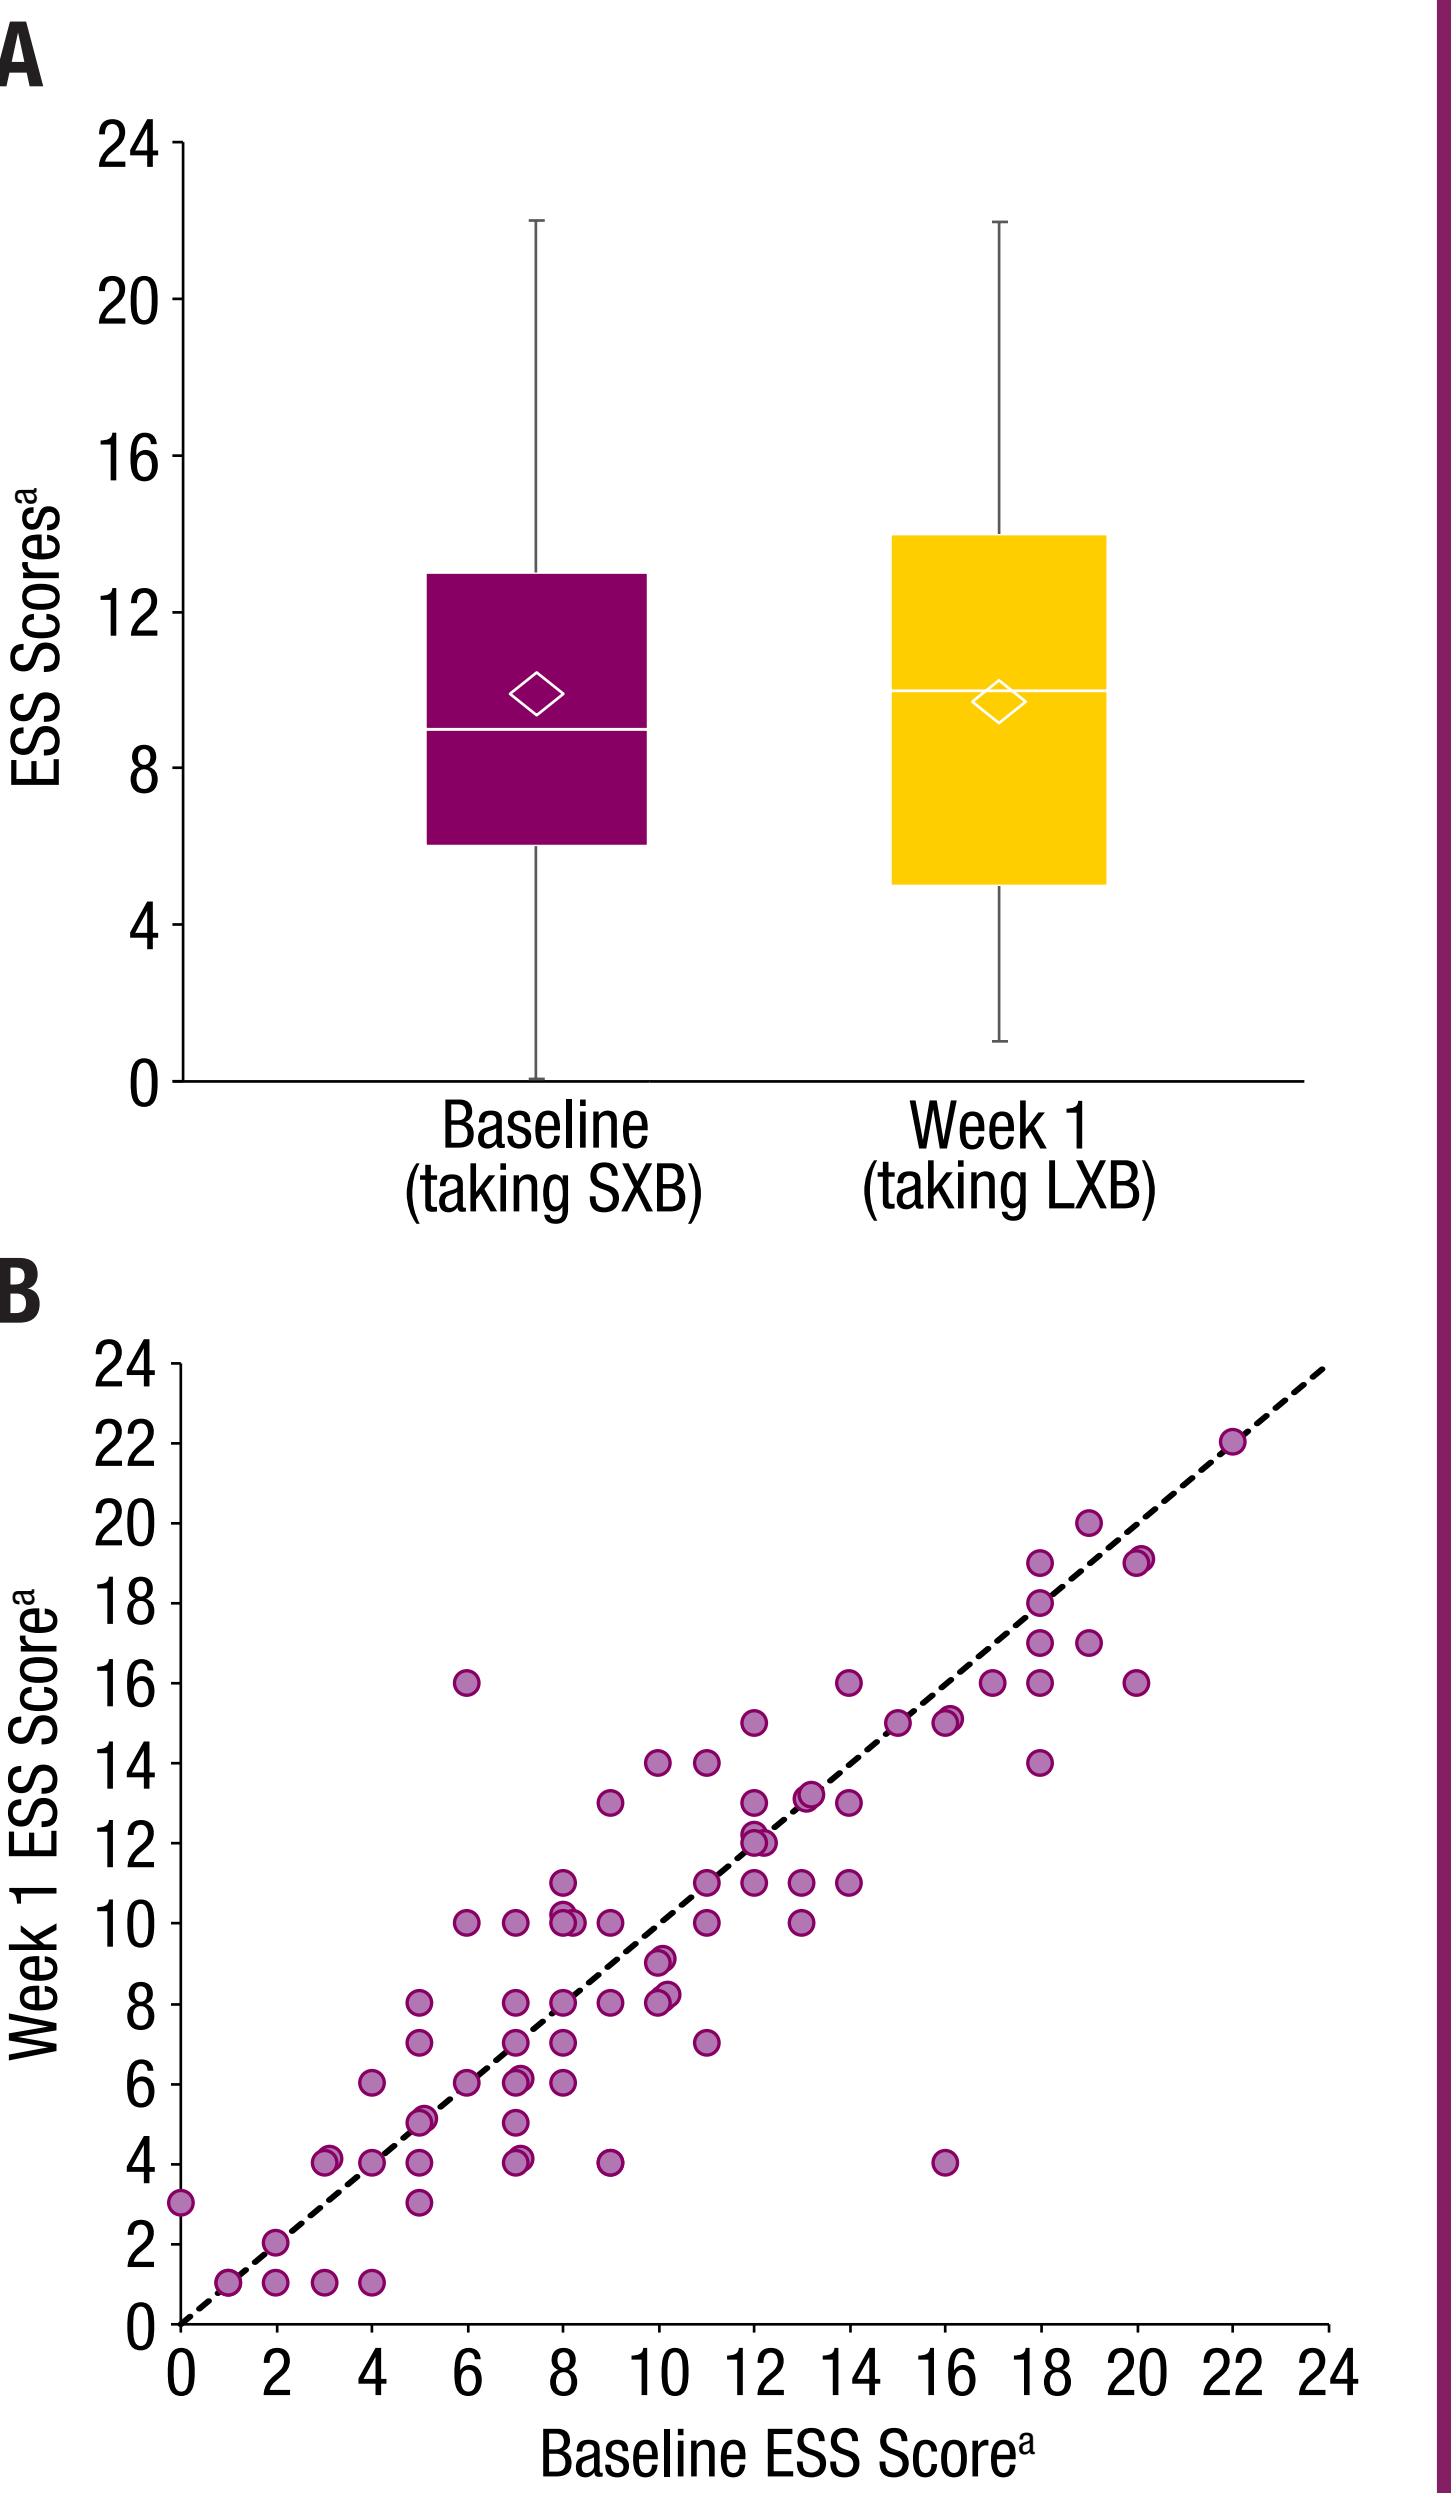 A
24
20
16
12
8
4
0
ESS Scoresᵃ
Baseline
(taking SXB)
Week 1
(taking LXB)
B
24
22
20
18
16
14
12
10
8
6
4
2
0
Week 1 ESS Scoreᵃ
0 2 4 6 8 10 12 14 16 18 20 22 24
Baseline ESS Scoreᵃ